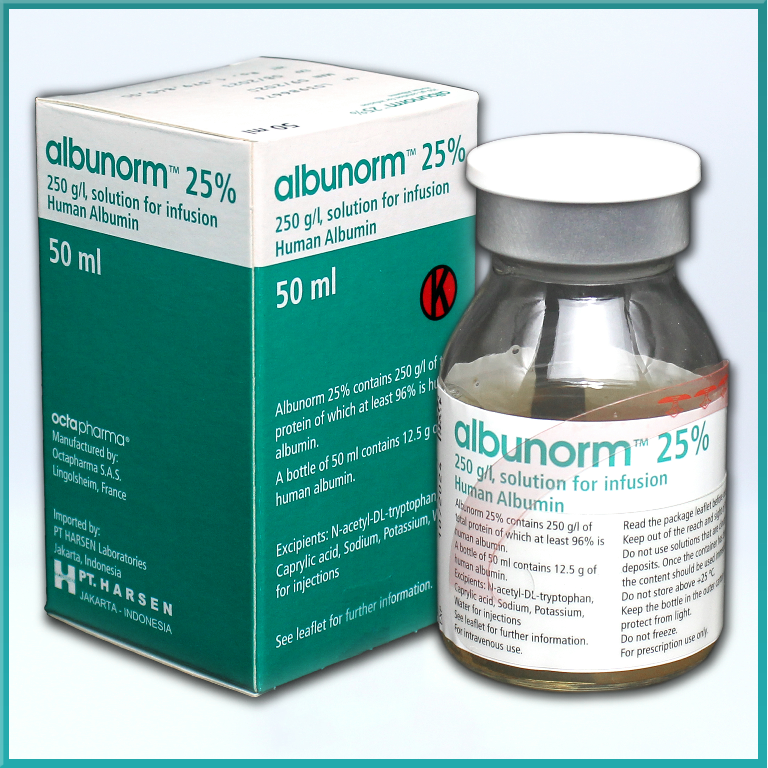 50 ml
albunorm 25%
albunorm™ 25%
250 g/l, solution for infusion
Human Albumin
50 ml
octapharma®
Manufactured by:
Octapharma S.A.S.
Lingolsheim, France
Imported by:
PT HARSEN Laboratories
Jakarta, Indonesia
H PT. HARSEN
JAKARTA - INDONESIA
albunorm™ 25%
250 g/l, solution for infusion
Human Albumin
50 ml
K
Albunorm 25% contains 250 g/l of
protein of which at least 96% is
albumin.
A bottle of 50 ml contains 12.5 g
human albumin.
Excipients: N-acetyl-DL-tryptophan,
Caprylic acid, Sodium, Potassium,
for injections
See leaflet for further information.
albunorm™ 25%
250 g/l, solution for infusion
Human Albumin
Albunorm 25% contains 250 g/l of
total protein of which at least 96% is
human albumin.
A bottle of 50 ml contains 12.5 g of
human albumin.
Excipients: N-acetyl-DL-tryptophan,
Caprylic acid, Sodium, Potassium,
Water for injections
See leaflet for further information.
For intravenous use.
Read the package leaflet before
Keep out of the reach and
Do not use solutions that are
deposits. Once the container
the content should be used
Do not store above +25 °C.
Keep the bottle in the outer
protect from light.
Do not freeze.
For prescription use only.